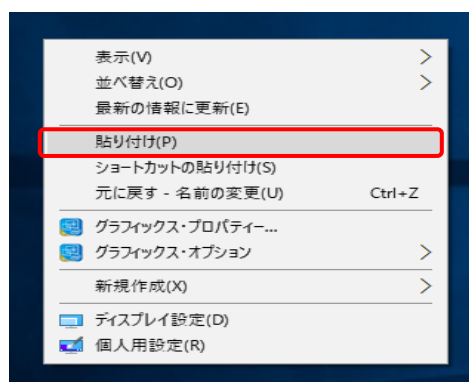 表示(V)
並べ替え(O)
最新の情報に更新(E)
貼り付け(P)
ショートカットの貼り付け(S)
元に戻す - 名前の変更(U) Ctrl+Z
グラフィックス・プロパティー...
グラフィックス・オプション
新規作成(X)
ディスプレイ設定(D)
個人用設定(R)